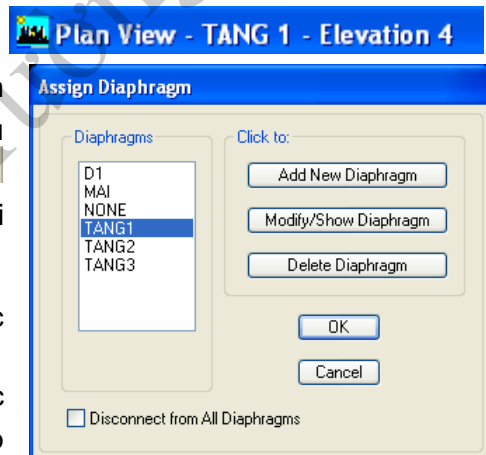 Plan View - TANG 1 - Elevation 4
Assign Diaphragm
Diaphragms
D1
MAI
NONE
TANG1
TANG2
TANG3
Click to:
Add New Diaphragm
Modify/Show Diaphragm
Delete Diaphragm
OK
Cancel
Disconnect from All Diaphragms